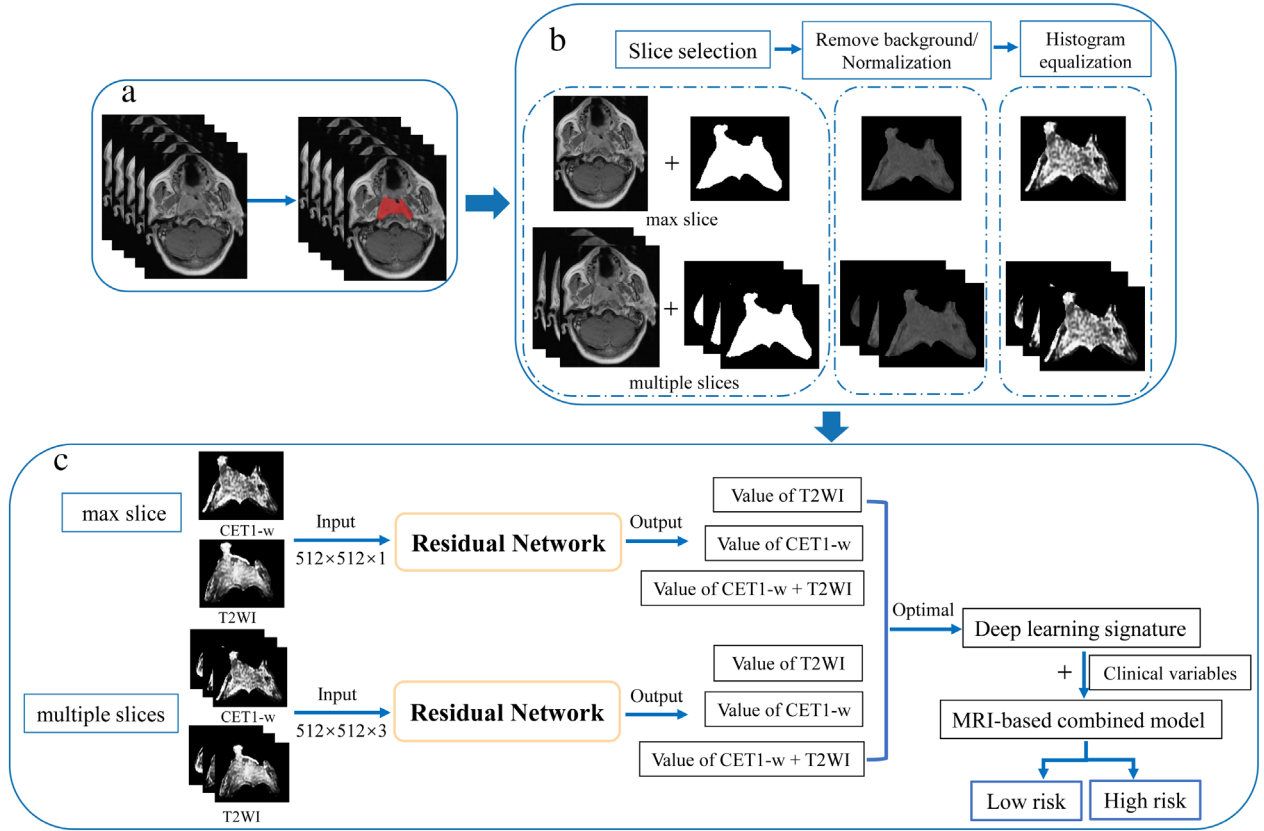 a
b
Slice selection
Remove background/
Normalization
Histogram
equalization
+
max slice
+
multiple slices
c
max slice
CET1-w
T2WI
Input
512×512×1
Residual Network
Output
Value of T2WI
Value of CET1-w
Value of CET1-w + T2WI
multiple slices
CET1-w
T2WI
Input
512×512×3
Residual Network
Output
Value of T2WI
Value of CET1-w
Value of CET1-w + T2WI
Optimal
Deep learning signature
+
Clinical variables
MRI-based combined model
Low risk
High risk